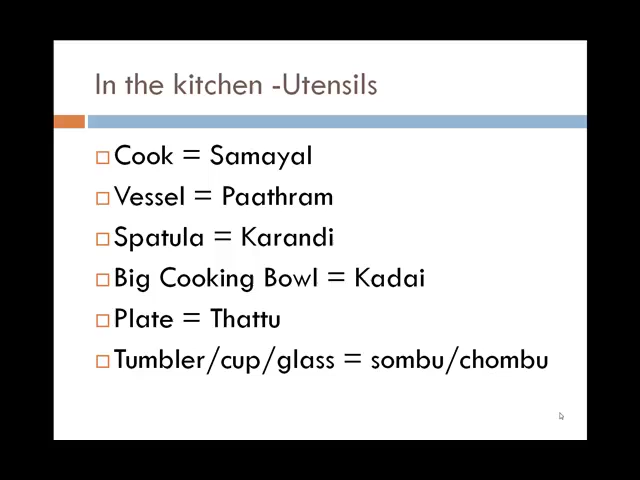 In the kitchen -Utensils
Cook = Samayal
Vessel = Paathram
Spatula = Karandi
Big Cooking Bowl = Kadai
Plate = Thattu
Tumbler/cup/glass = sombu/chombu